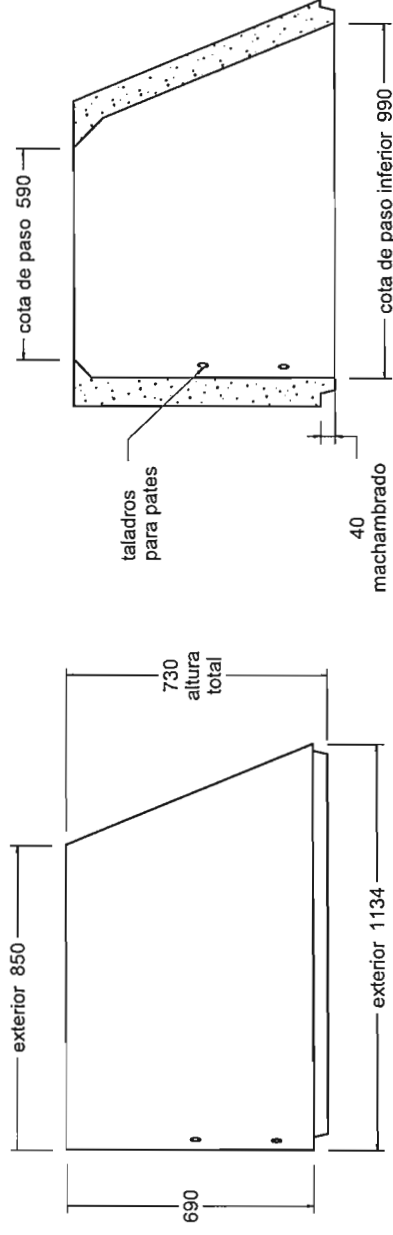 exterior 850
690
730
altura
total
exterior 1134
cota de paso 590
taladros
para pates
40
machambrado
cota de paso inferior 990